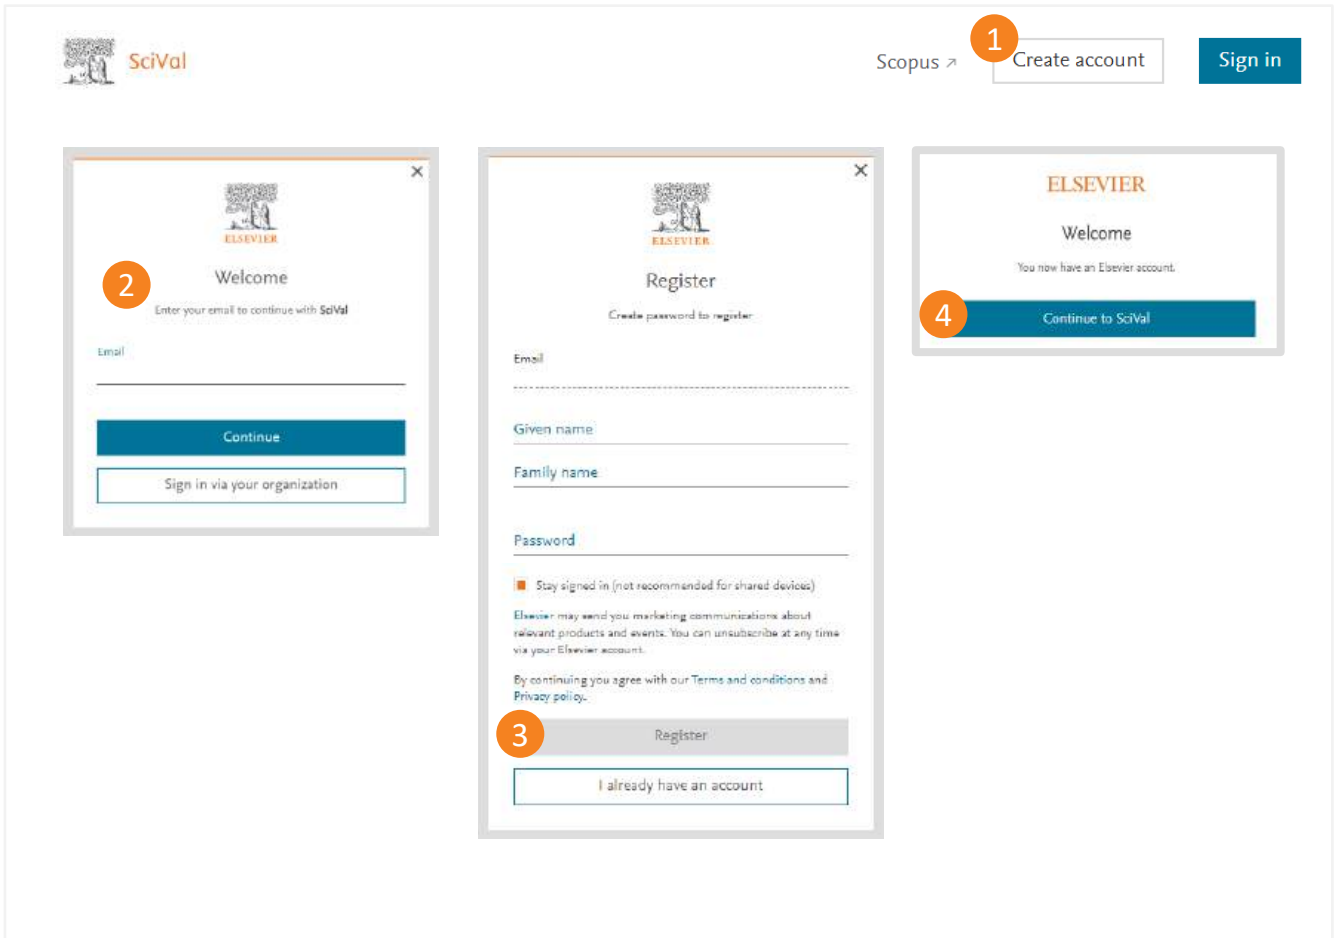 SciVal
Scopus ↗
1
Create account
Sign in
2
ELSEVIER
Welcome
Enter your email to continue with SciVal
Email
Continue
Sign in via your organization
ELSEVIER
Register
Create password to register
Email
Given name
Family name
Password
Stay signed in (not recommended for shared devices)
Elsevier may send you marketing communications about
relevant products and events. You can unsubscribe at any time
via your Elsevier account.
By continuing you agree with our Terms and conditions and
Privacy policy.
3
Register
I already have an account
ELSEVIER
Welcome
You now have an Elsevier account.
4
Continue to SciVal